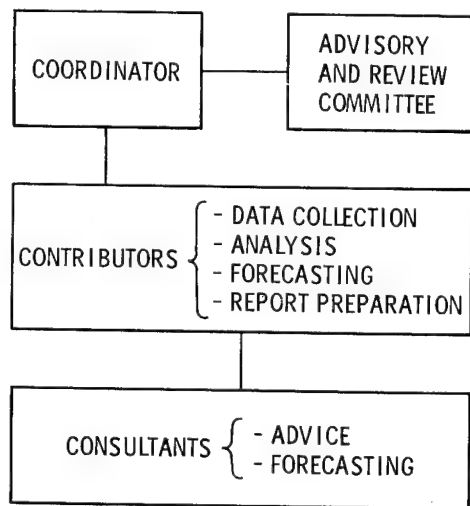 COORDINATOR
ADVISORY
AND REVIEW
COMMITTEE
CONTRIBUTORS
- DATA COLLECTION
- ANALYSIS
- FORECASTING
- REPORT PREPARATION
CONSULTANTS
- ADVICE
- FORECASTING